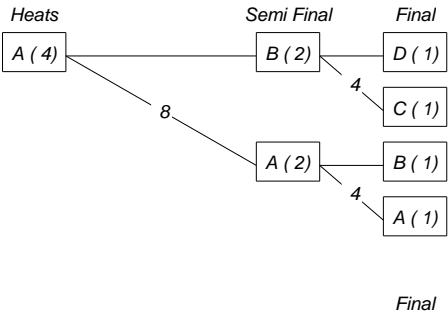 Heats Semi Final Final
A ( 4 ) B ( 2 ) D ( 1 )
4
C ( 1 )
8
A ( 2 ) B ( 1 )
4
A ( 1 )
Final